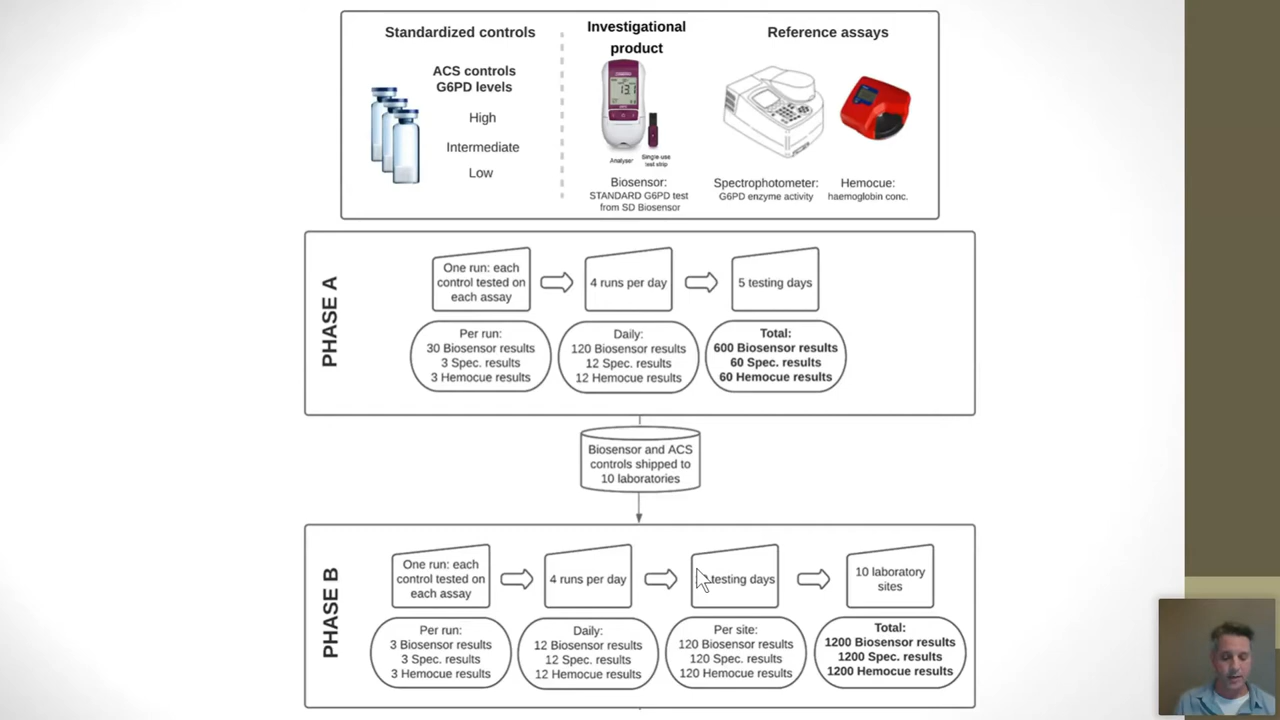 Standardized controls
ACS controls
G6PD levels
High
Intermediate
Low
Investigational
product
13.1
Analyser
Single use
test strip
Biosensor:
STANDARD G6PD test
from SD Biosensor
Reference assays
Spectrophotometer:
G6PD enzyme activity
Hemocue:
haemoglobin conc.
PHASE A
One run: each
control tested on
each assay
4 runs per day
5 testing days
Per run:
30 Biosensor results
3 Spec. results
3 Hemocue results
Daily:
120 Biosensor results
12 Spec. results
12 Hemocue results
Total:
600 Biosensor results
60 Spec. results
60 Hemocue results
Biosensor and ACS
controls shipped to
10 laboratories
PHASE B
One run: each
control tested on
each assay
4 runs per day
testing days
10 laboratory
sites
Per run:
3 Biosensor results
3 Spec. results
3 Hemocue results
Daily:
12 Biosensor results
12 Spec. results
12 Hemocue results
Per site:
120 Biosensor results
120 Spec. results
120 Hemocue results
Total:
1200 Biosensor results
1200 Spec. results
1200 Hemocue results